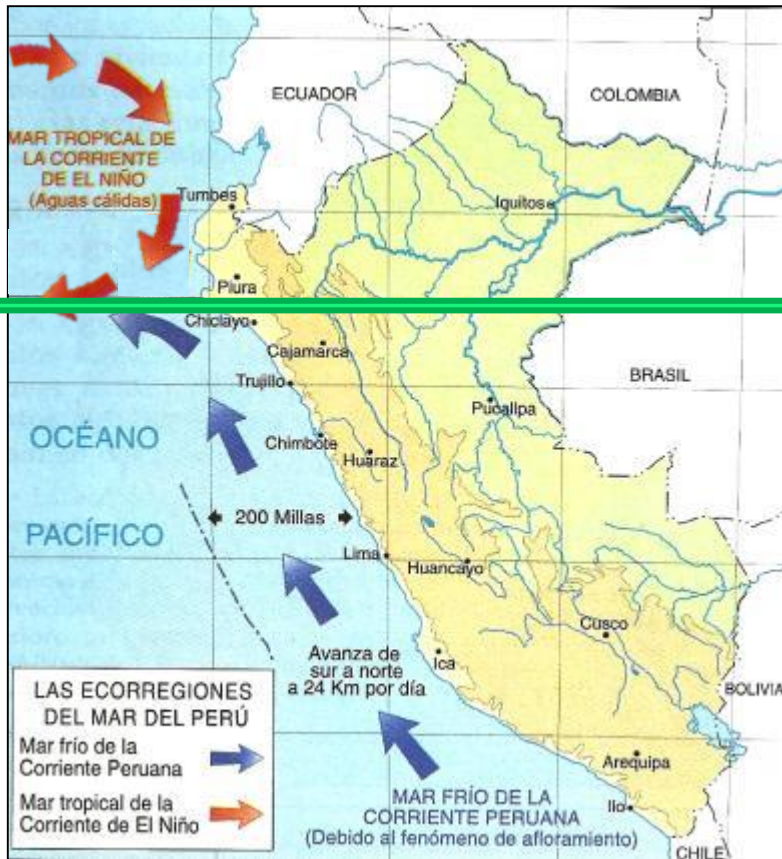 ECUADOR
COLOMBIA
MAR TROPICAL DE
LA CORRIENTE
DE EL NIÑO
(Aguas cálidas)
Tumbes
Iquitos
Piura
Chiclayo
Cajamarca
BRASIL
Trujillo
Pucallpa
OCÉANO
Chimbote
Huaraz
200 Millas
PACÍFICO
Lima
Huancayo
Cusco
Avanza de
sur a norte
a 24 Km por día
Ica
BOLIVIA
LAS ECORREGIONES
DEL MAR DEL PERÚ
Mar frío de la
Corriente Peruana
Mar tropical de la
Corriente de El Niño
Arequipa
MAR FRÍO DE LA
CORRIENTE PERUANA
(Debido al fenómeno de afloramiento)
Ilo
CHILE